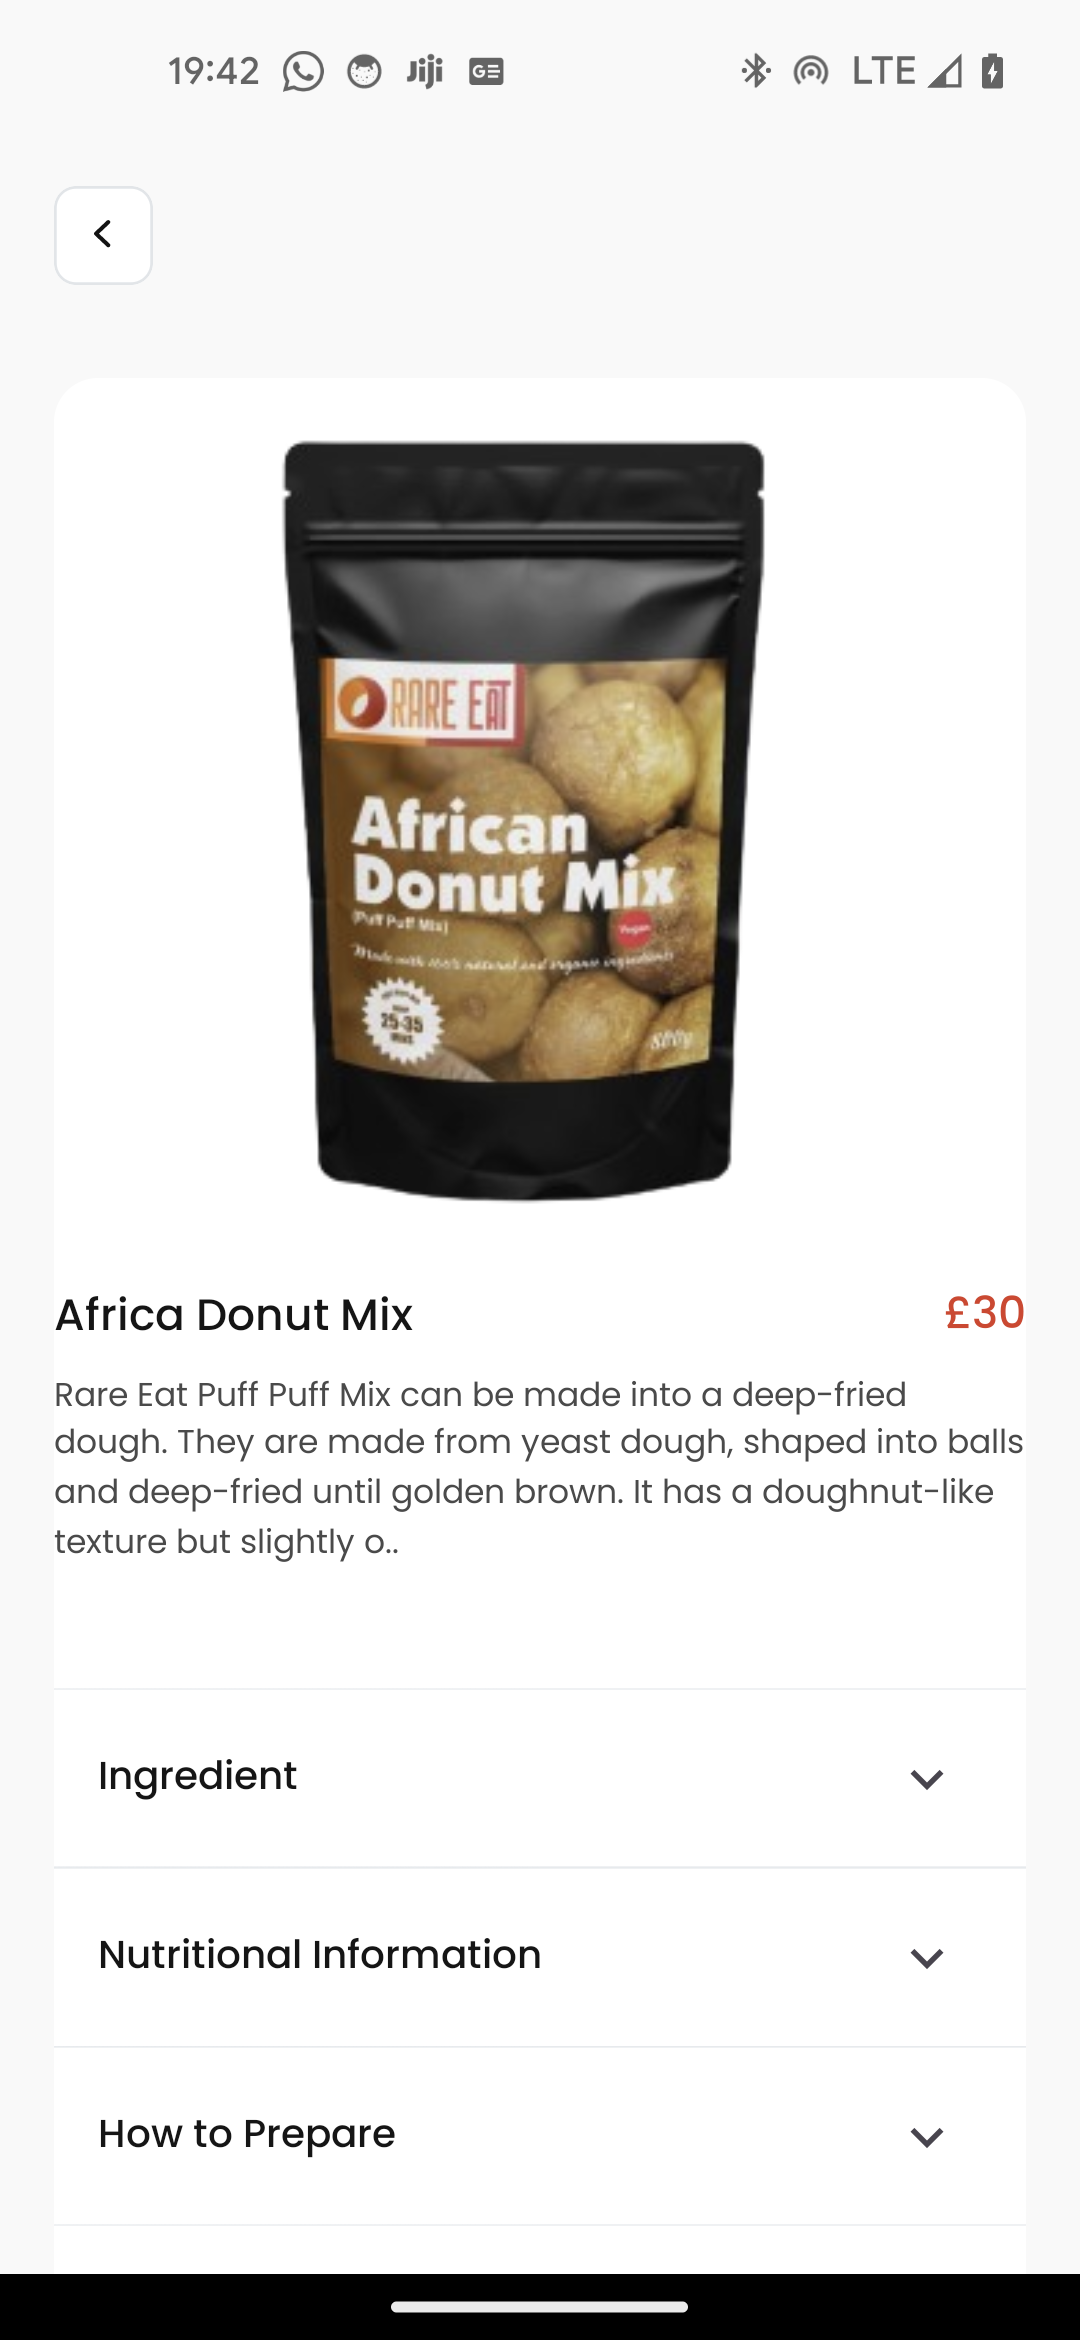 19:42 Jiji GE LTE
RARE EAT
African
Donut Mix
(Puff Puff Mix)
Vegan
Made with 100% natural and organic ingredients
25-35
MINS
500g
Africa Donut Mix £30
Rare Eat Puff Puff Mix can be made into a deep-fried
dough. They are made from yeast dough, shaped into balls
and deep-fried until golden brown. It has a doughnut-like
texture but slightly o..
Ingredient
Nutritional Information
How to Prepare